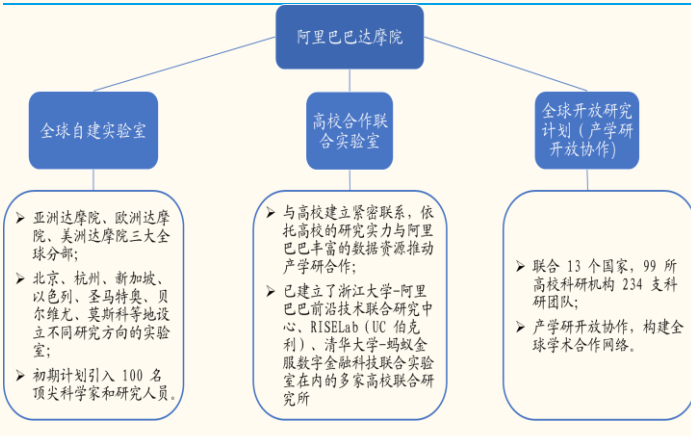 阿里巴巴达摩院
全球自建实验室
高校合作联
合实验室
全球开放研究
计划（产学研
开放协作）
➢ 亚洲达摩院、欧洲达摩
院、美洲达摩院三大全
球分部；
➢ 北京、杭州、新加坡、
以色列、圣马特奥、贝
尔维尤、莫斯科等地设
立不同研究方向的实验
室；
➢ 初期计划引入 100 名
顶尖科学家和研究人员。
➢ 与高校建立紧密联系，依
托高校的研究实力与阿里
巴巴丰富的数据资源推动
产学研合作；
➢ 已建立了浙江大学-阿里
巴巴前沿技术联合研究中
心、RISELab（UC 伯克
利）、清华大学-蚂蚁金
服数字金融科技联合实验
室在内的多家高校联合研
究所
➢ 联合 13 个国家，99 所
高校科研机构 234 支科
研团队；
➢ 产学研开放协作，构建全
球学术合作网络。